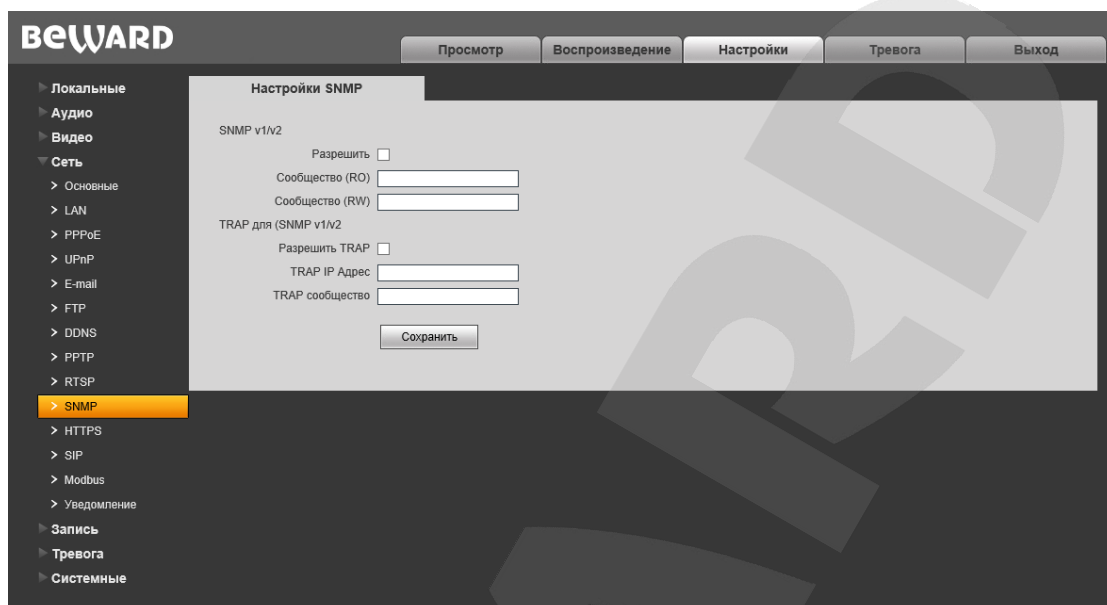 BEWARD
Просмотр
Воспроизведение
Настройки
Тревога
Выход
Локальные
Аудио
Видео
Сеть
Основные
LAN
PPPoE
UPnP
E-mail
FTP
DDNS
PPTP
RTSP
SNMP
HTTPS
SIP
Modbus
Уведомление
Запись
Тревога
Системные
Настройки SNMP
SNMP v1/v2
Разрешить
Сообщество (RO)
Сообщество (RW)
TRAP для (SNMP v1/v2
Разрешить TRAP
TRAP IP Адрес
TRAP сообщество
Сохранить